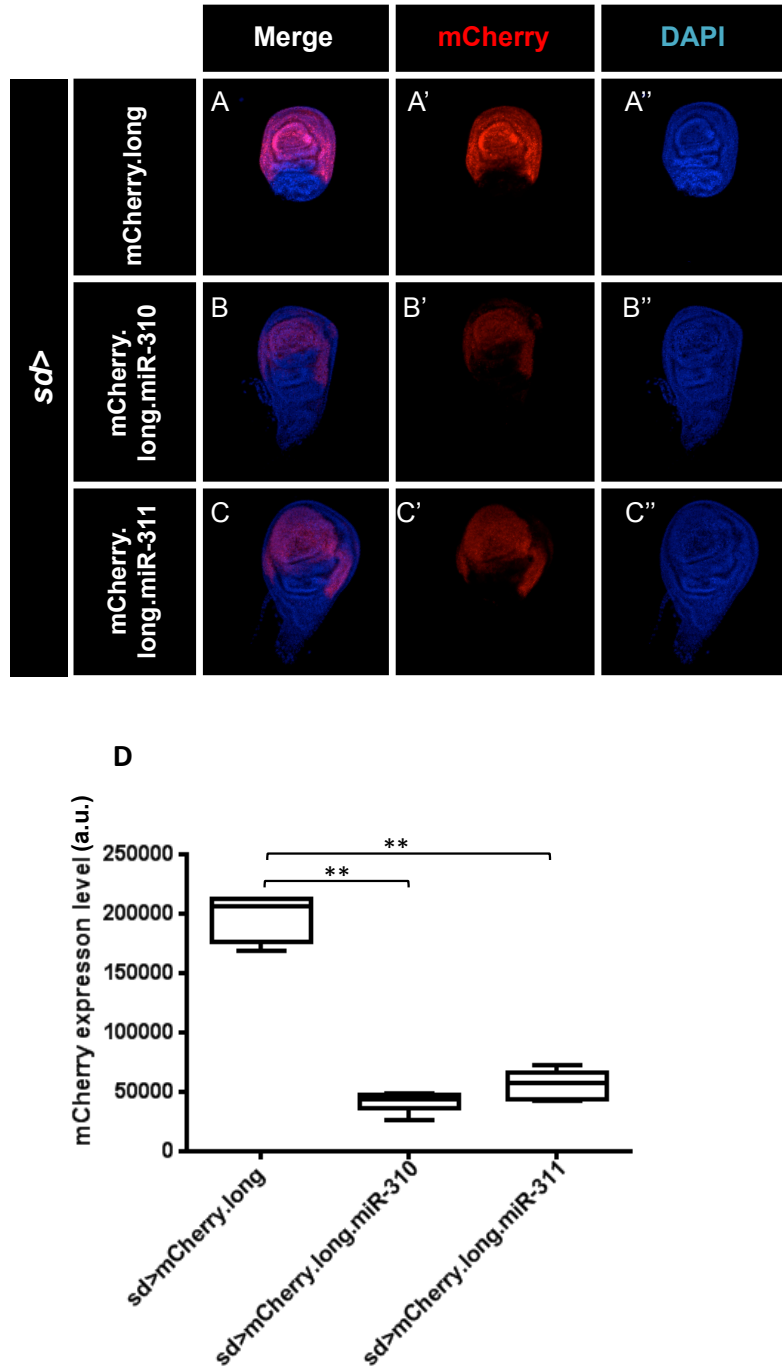 Merge
mCherry
DAPI
sd>
mCherry.long
A
A’
A’’
mCherry.
long.miR-310
B
B’
B’’
mCherry.
long.miR-311
C
C’
C’’
D
mCherry expresson level (a.u.)
250000
200000
150000
100000
50000
0
**
**
sd>mCherry.long
sd>mCherry.long.miR-310
sd>mCherry.long.miR-311